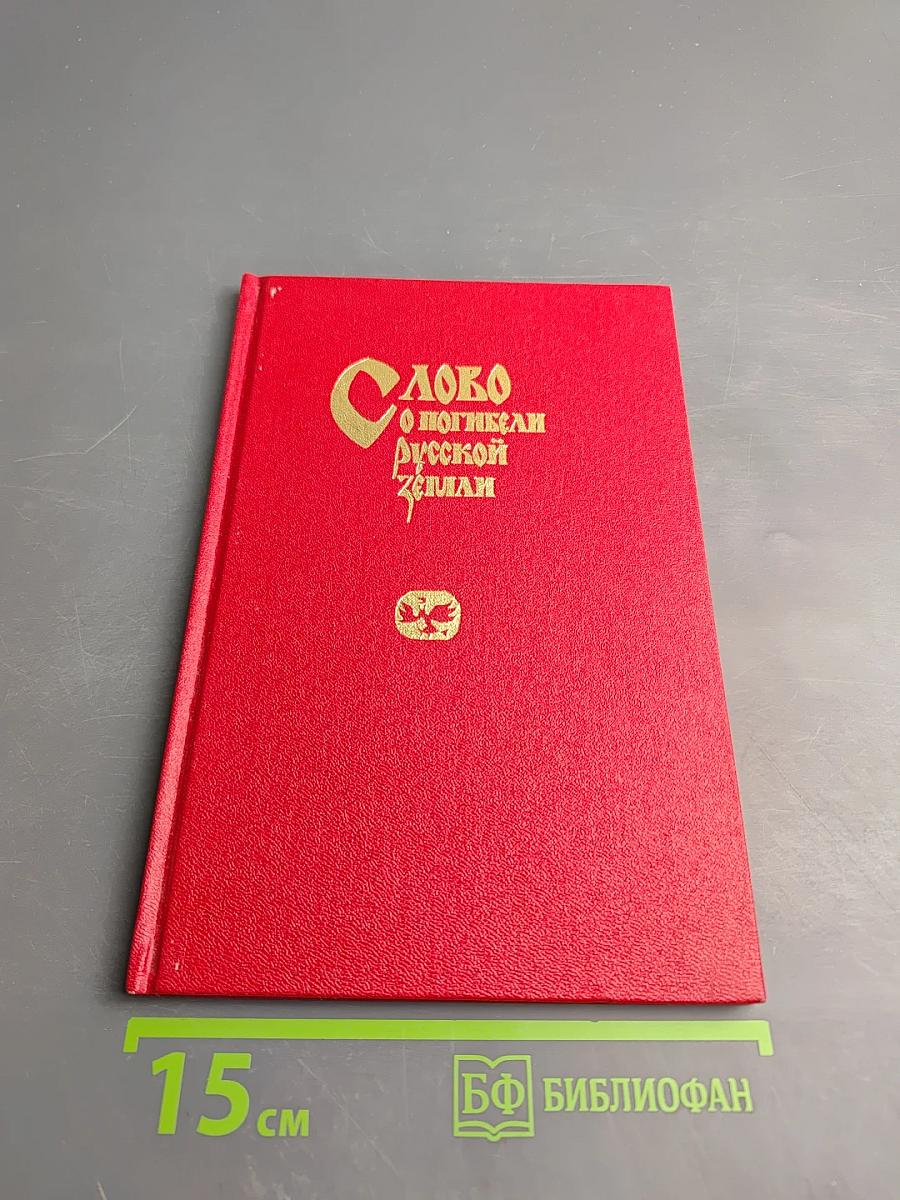 Слово
о погибели
Русской
земли
15 см
БФ БИБЛИОФАН